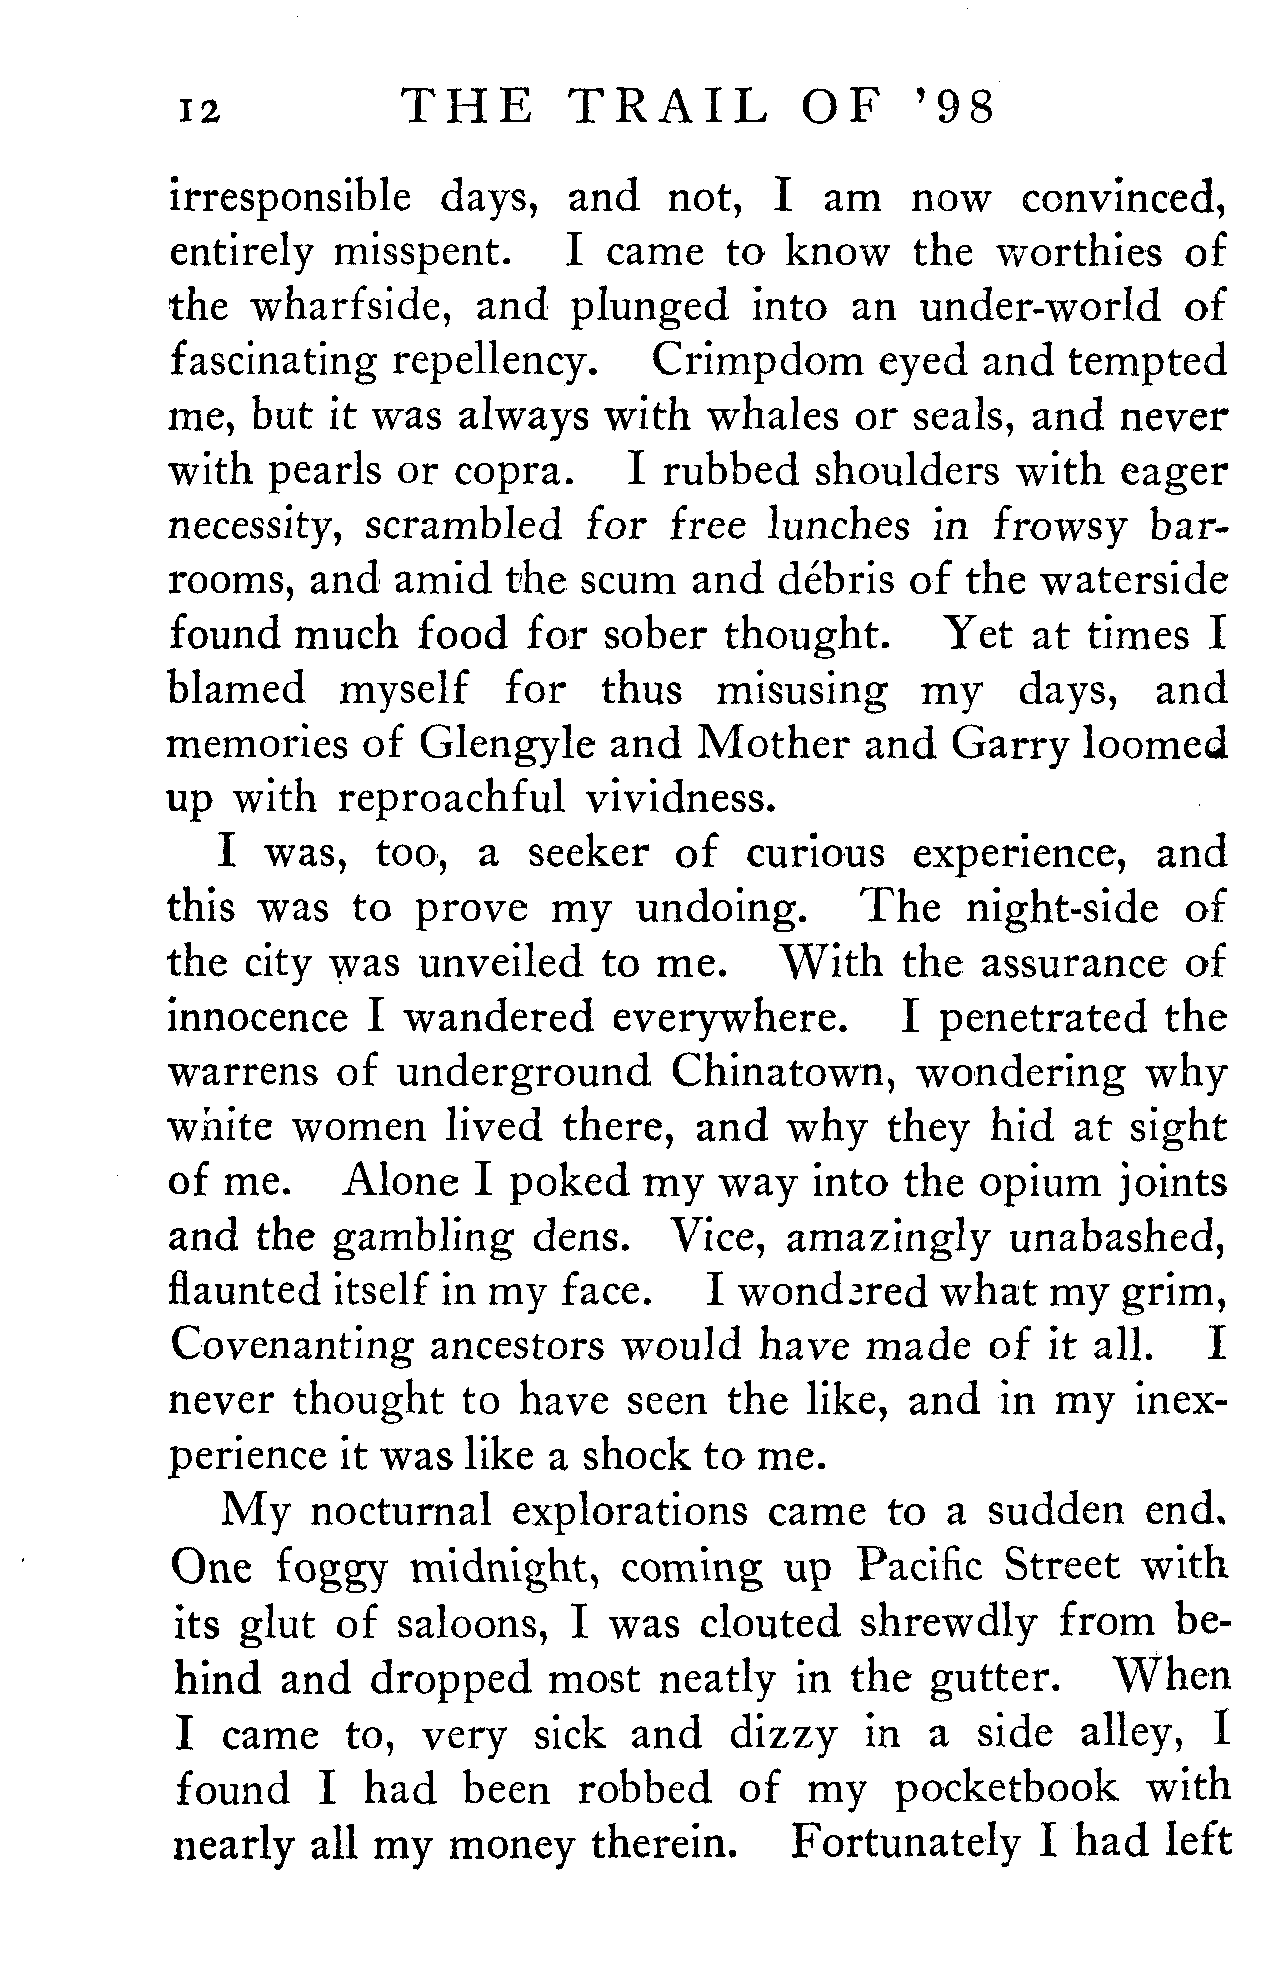 12 THE TRAIL OF '98
irresponsible days, and not, I am now convinced,
entirely misspent. I came to know the worthies of
the wharfside, and plunged into an under-world of
fascinating repellency. Crimpdom eyed and tempted
me, but it was always with whales or seals, and never
with pearls or copra. I rubbed shoulders with eager
necessity, scrambled for free lunches in frowsy bar-
rooms, and amid the scum and débris of the waterside
found much food for sober thought. Yet at times I
blamed myself for thus misusing my days, and
memories of Glengyle and Mother and Garry loomed
up with reproachful vividness.
I was, too, a seeker of curious experience, and
this was to prove my undoing. The night-side of
the city was unveiled to me. With the assurance of
innocence I wandered everywhere. I penetrated the
warrens of underground Chinatown, wondering why
white women lived there, and why they hid at sight
of me. Alone I poked my way into the opium joints
and the gambling dens. Vice, amazingly unabashed,
flaunted itself in my face. I wondered what my grim,
Covenanting ancestors would have made of it all. I
never thought to have seen the like, and in my inex-
perience it was like a shock to me.
My nocturnal explorations came to a sudden end.
One foggy midnight, coming up Pacific Street with
its glut of saloons, I was clouted shrewdly from be-
hind and dropped most neatly in the gutter. When
I came to, very sick and dizzy in a side alley, I
found I had been robbed of my pocketbook with
nearly all my money therein. Fortunately I had left